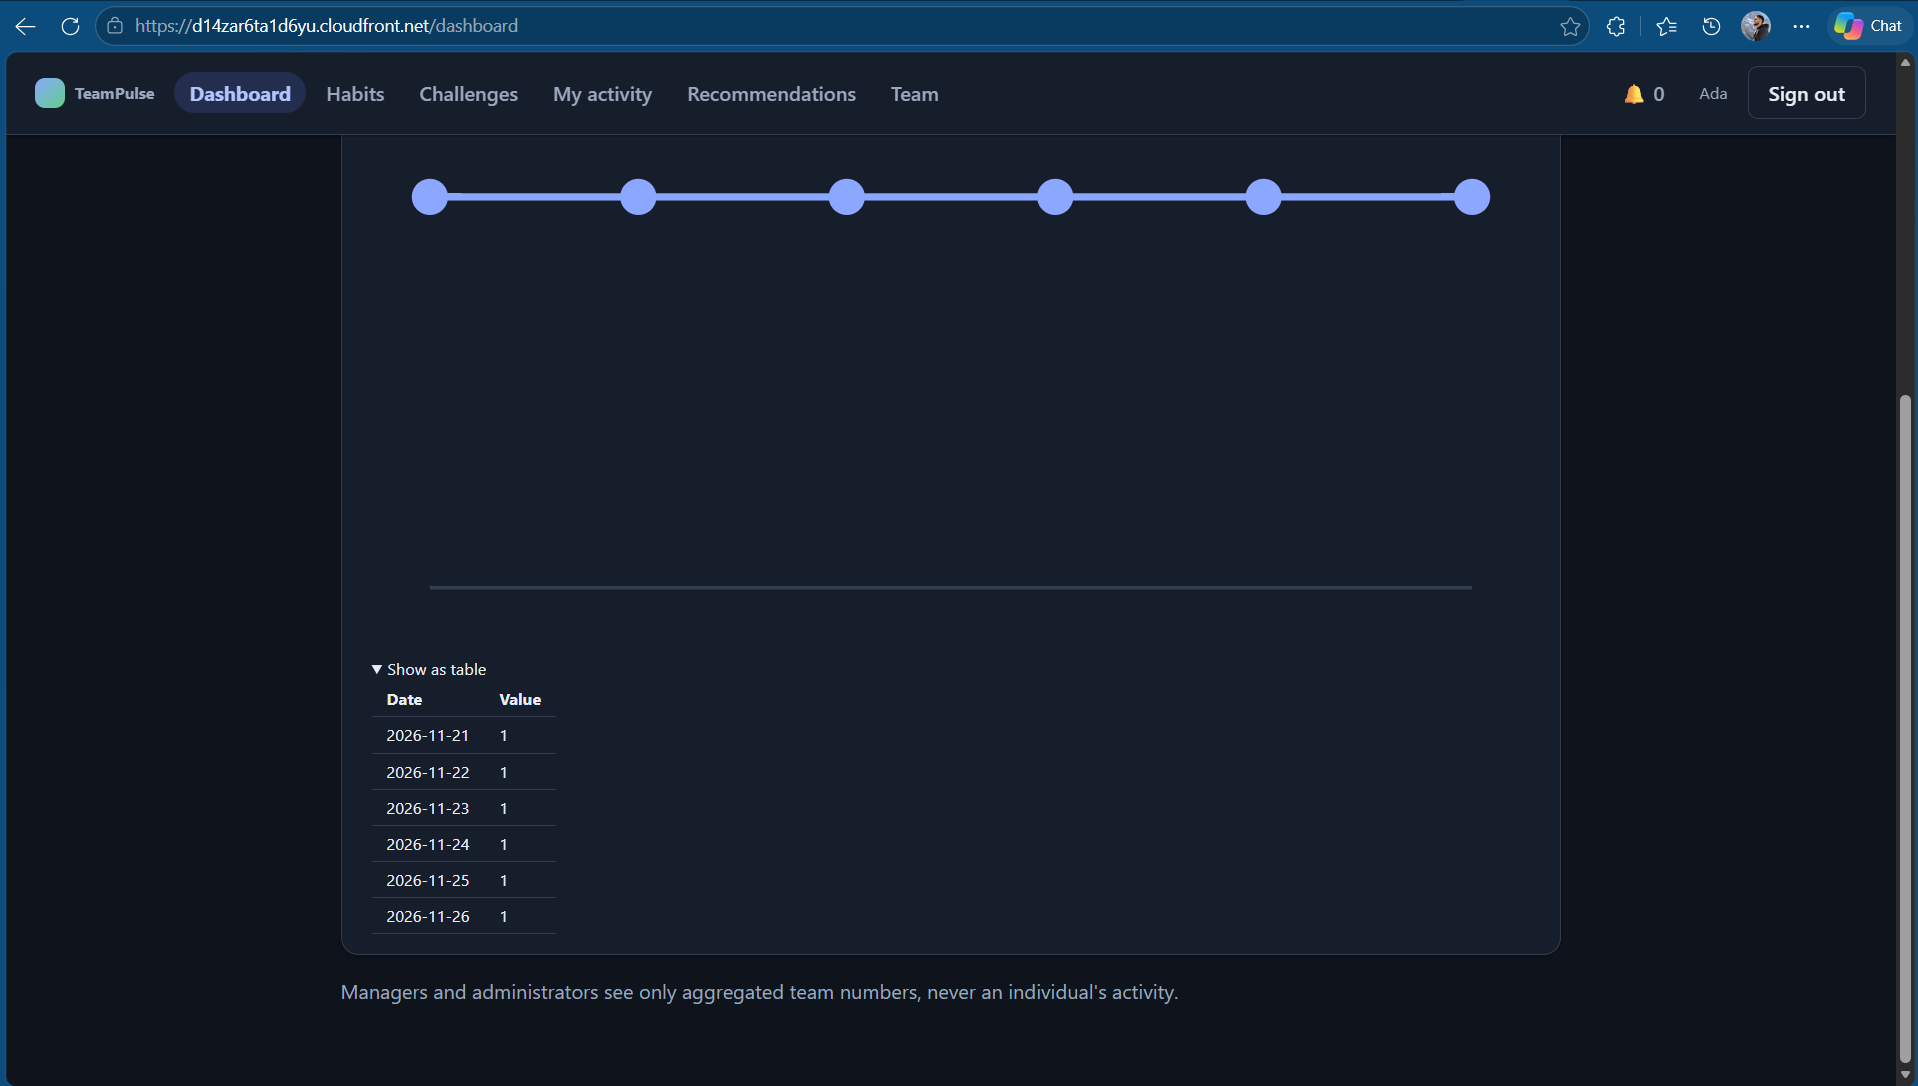 https://d14zar6ta1d6yu.cloudfront.net/dashboard
Chat
TeamPulse Dashboard Habits Challenges My activity Recommendations Team 0 Ada Sign out
Show as table
Date Value
2026-11-21 1
2026-11-22 1
2026-11-23 1
2026-11-24 1
2026-11-25 1
2026-11-26 1
Managers and administrators see only aggregated team numbers, never an individual's activity.